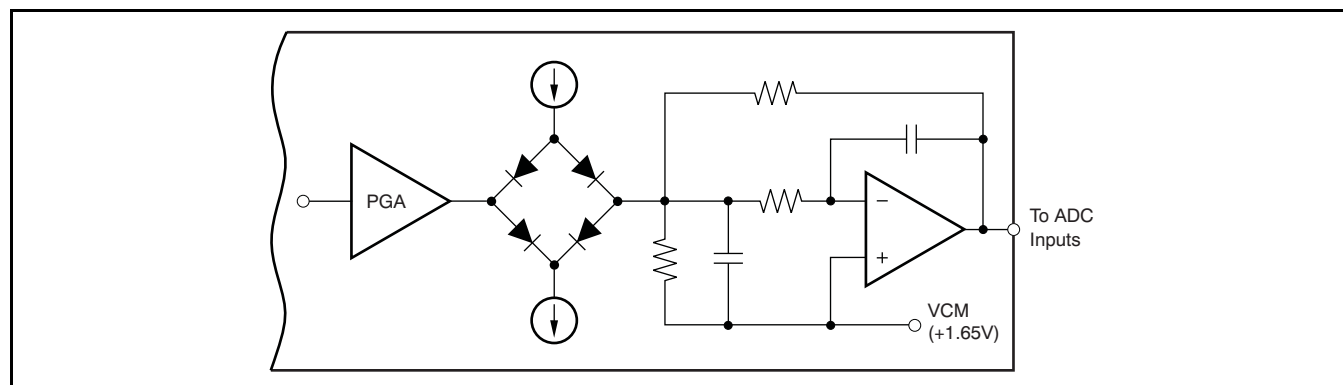 PGA
−
+
To ADC
Inputs
VCM
(+1.65V)